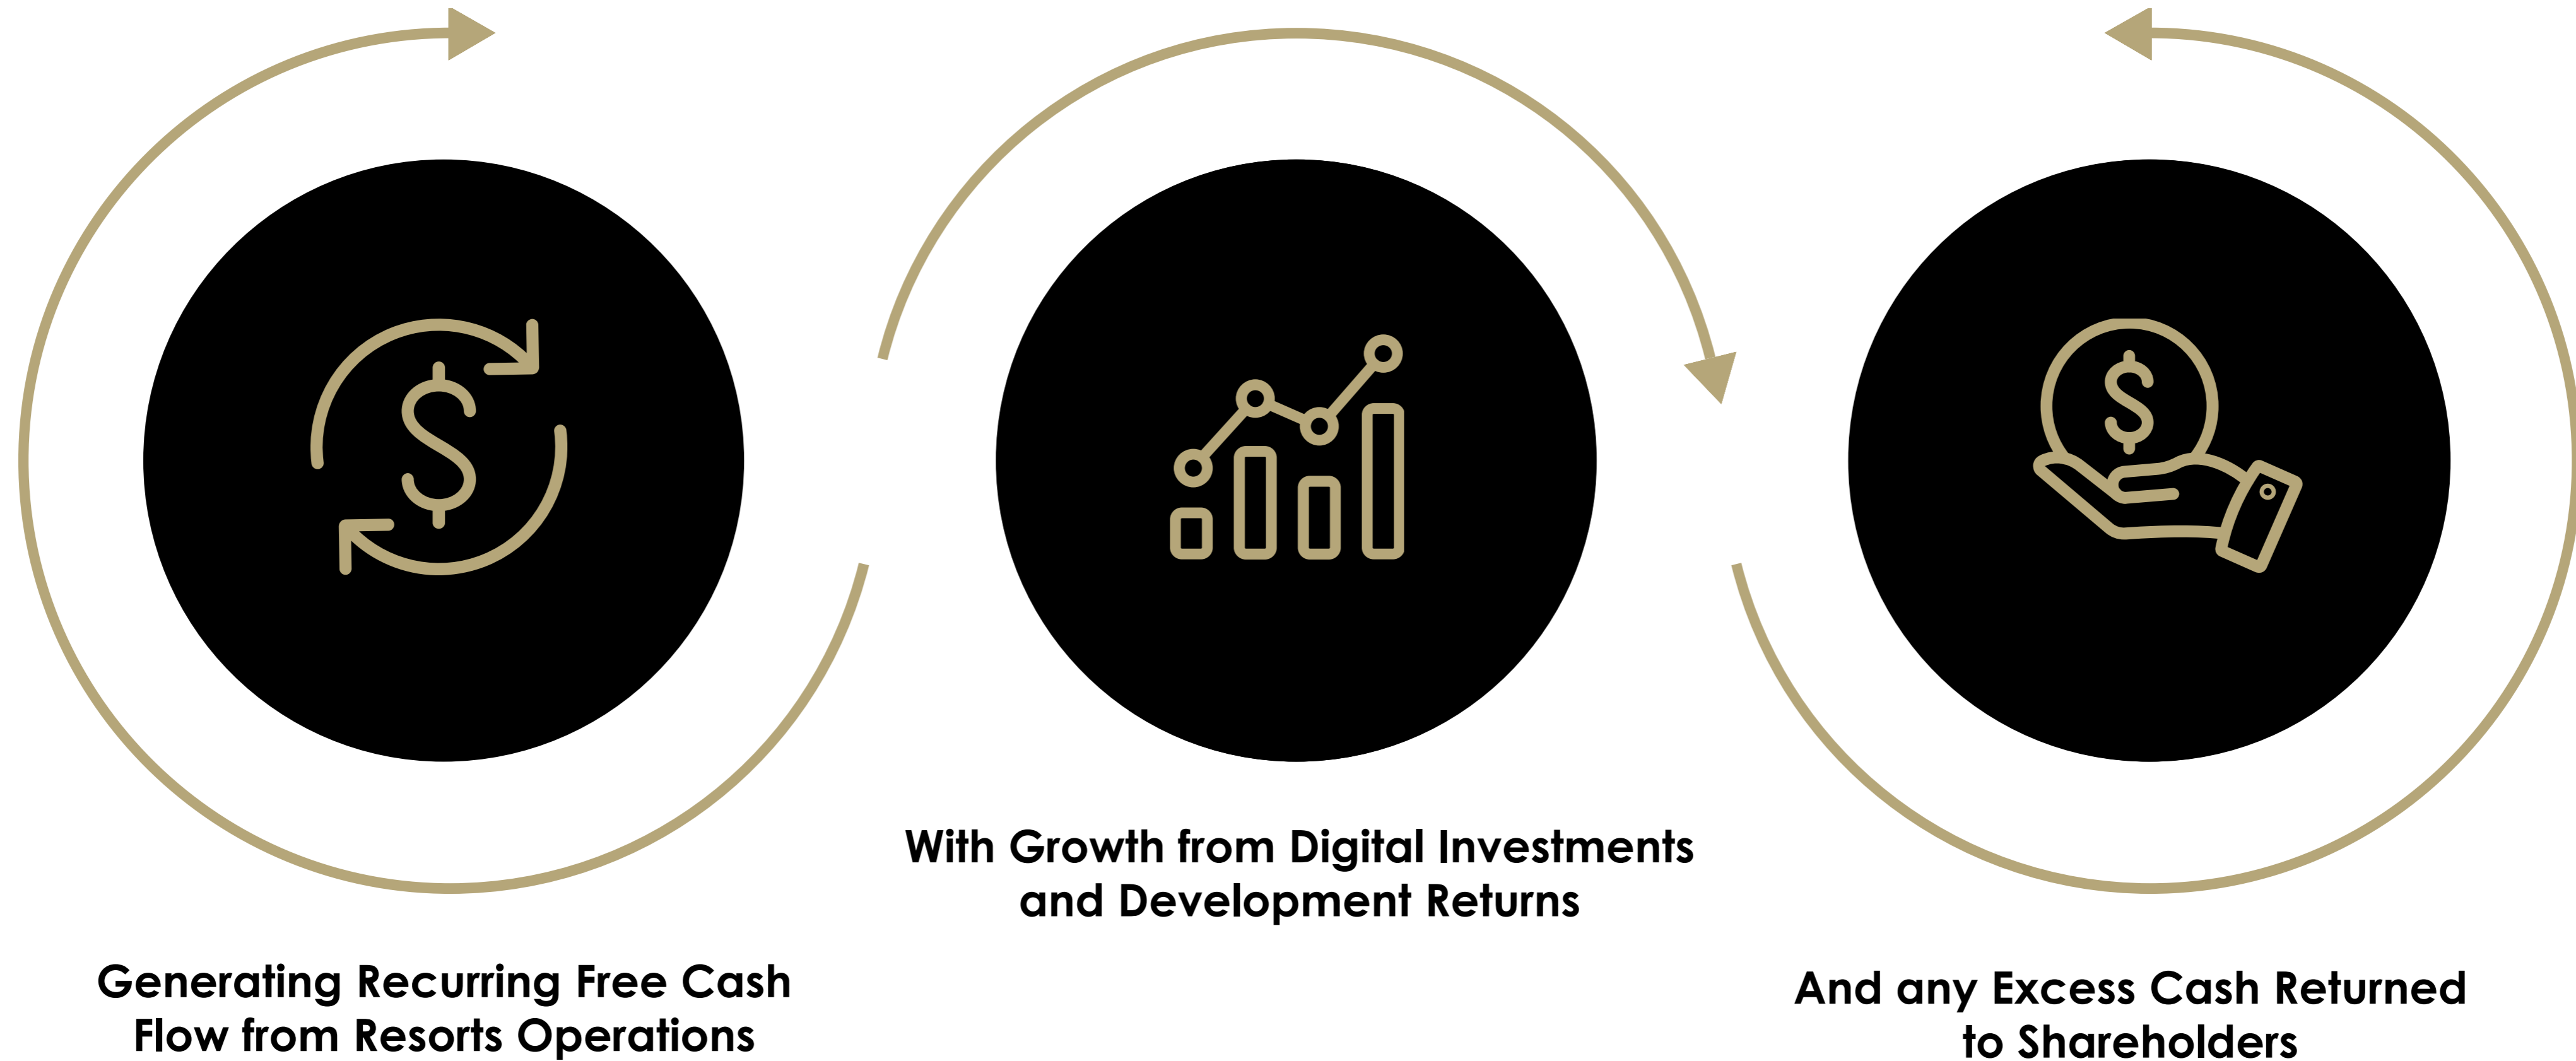 Generating Recurring Free Cash
Flow from Resorts Operations
With Growth from Digital Investments
and Development Returns
And any Excess Cash Returned
to Shareholders